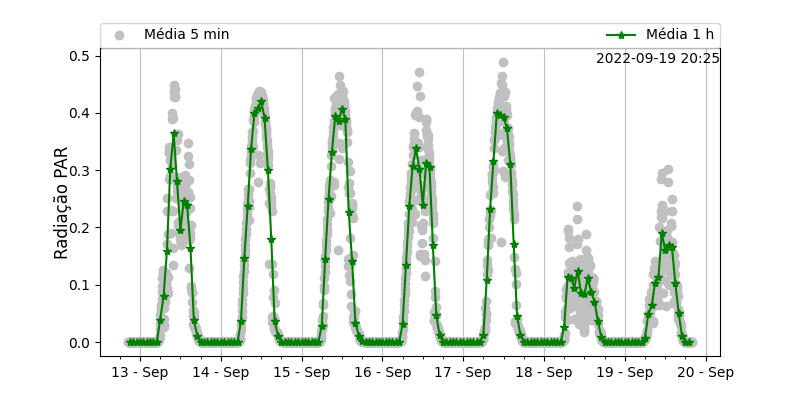 Média 5 min
Média 1 h
2022-09-19 20:25
Radiação PAR
0.5
0.4
0.3
0.2
0.1
0.0
13 - Sep
14 - Sep
15 - Sep
16 - Sep
17 - Sep
18 - Sep
19 - Sep
20 - Sep